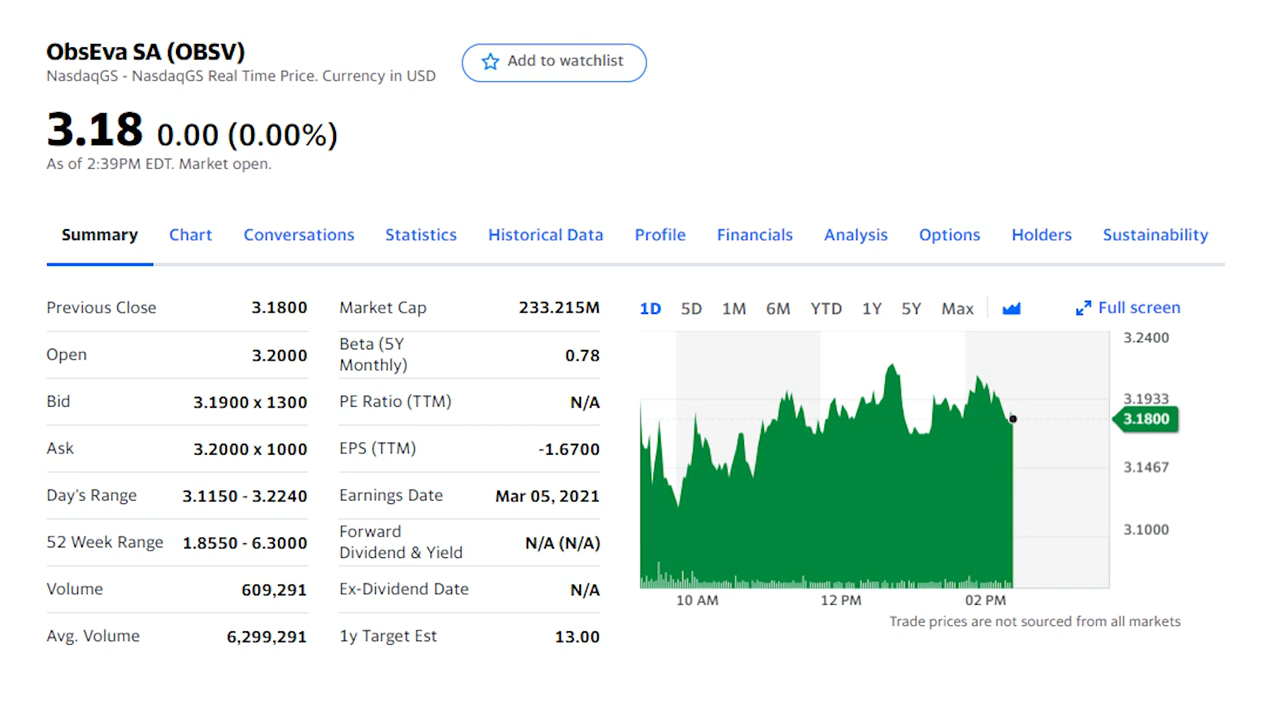 ObsEva SA (OBSV)
NasdaqGS - NasdaqGS Real Time Price. Currency in USD
Add to watchlist
3.18 0.00 (0.00%)
As of 2:39PM EDT. Market open.
Summary Chart Conversations Statistics Historical Data Profile Financials Analysis Options Holders Sustainability
Previous Close 3.1800
Open 3.2000
Bid 3.1900 x 1300
Ask 3.2000 x 1000
Day's Range 3.1150 - 3.2240
52 Week Range 1.8550 - 6.3000
Volume 609,291
Avg. Volume 6,299,291
Market Cap 233.215M
Beta (5Y
Monthly) 0.78
PE Ratio (TTM) N/A
EPS (TTM) -1.6700
Earnings Date Mar 05, 2021
Forward
Dividend & Yield N/A (N/A)
Ex-Dividend Date N/A
1y Target Est 13.00
1D 5D 1M 6M YTD 1Y 5Y Max Full screen
3.2400
3.1933
3.1800
3.1467
3.1000
10 AM 12 PM 02 PM
Trade prices are not sourced from all markets